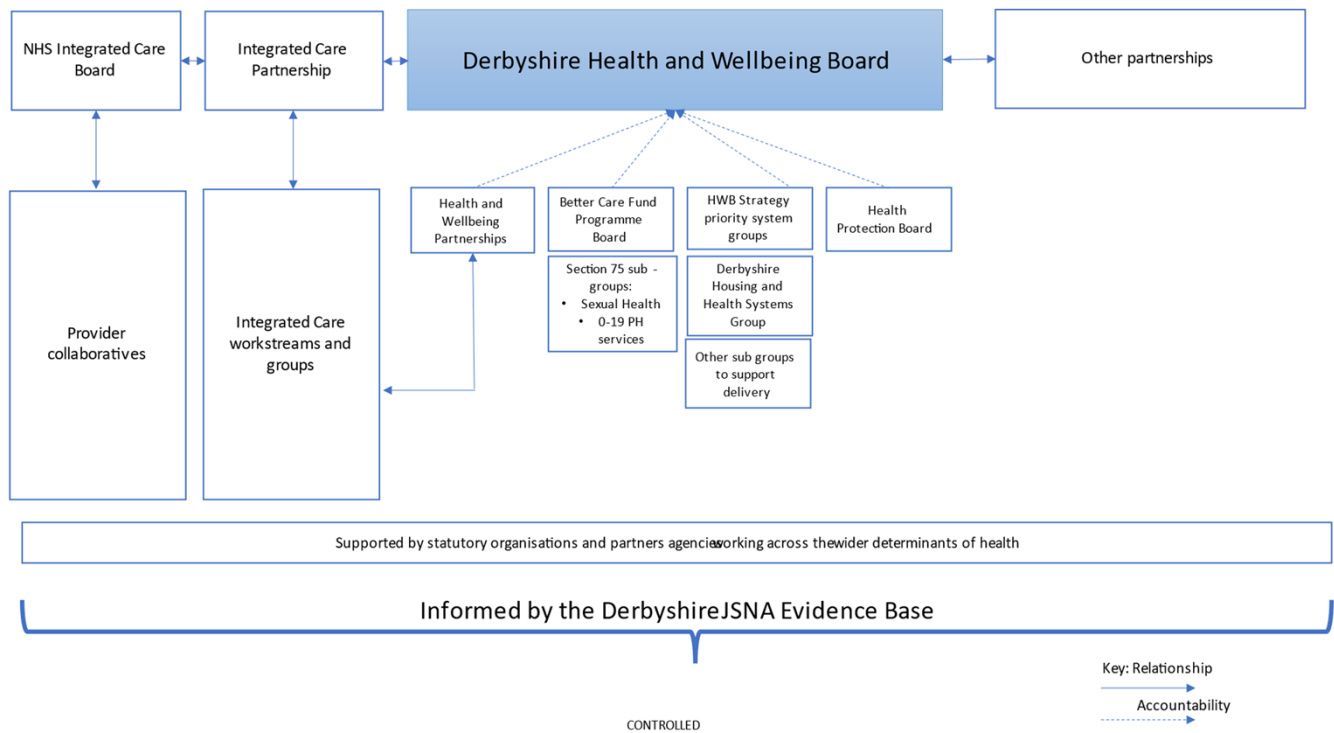 NHS Integrated Care
Board
Integrated Care
Partnership
Derbyshire Health and Wellbeing Board
Other partnerships
Provider
collaboratives
Integrated Care
workstreams and
groups
Health and
Wellbeing
Partnerships
Better Care Fund
Programme
Board
Section 75 sub -
groups:
• Sexual Health
• 0-19 PH
services
HWB Strategy
priority system
groups
Derbyshire
Housing and
Health Systems
Group
Other sub groups
to support
delivery
Health
Protection Board
Supported by statutory organisations and partners agencies working across thewider determinants of health
Informed by the DerbyshireJSNA Evidence Base
Key: Relationship
Accountability
CONTROLLED